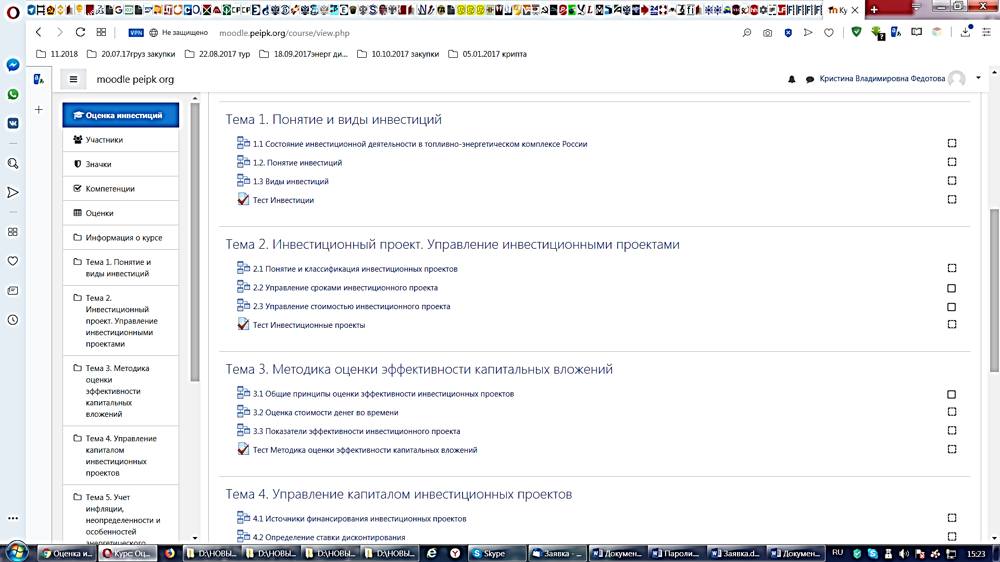 Ку
VPN
Не защищено
moodle.peipk.org/course/view.php
11.2018
20.07.17груз закупки
22.08.2017 тур
18.09.2017энерг ди...
10.10.2017 закупки
05.01.2017 крипта
moodle peipk org
Кристина Владимировна Федотова
Оценка инвестиций
Участники
Значки
Компетенции
Оценки
Информация о курсе
Тема 1. Понятие и
виды инвестиций
Тема 2.
Инвестиционный
проект. Управление
инвестиционными
проектами
Тема 3. Методика
оценки
эффективности
капитальных
вложений
Тема 4. Управление
капиталом
инвестиционных
проектов
Тема 5. Учет
инфляции,
неопределенности и
особенностей
энергетического
Тема 1. Понятие и виды инвестиций
1.1 Состояние инвестиционной деятельности в топливно-энергетическом комплексе России
1.2. Понятие инвестиций
1.3 Виды инвестиций
Тест Инвестиции
Тема 2. Инвестиционный проект. Управление инвестиционными проектами
2.1 Понятие и классификация инвестиционных проектов
2.2 Управление сроками инвестиционного проекта
2.3 Управление стоимостью инвестиционного проекта
Тест Инвестиционные проекты
Тема 3. Методика оценки эффективности капитальных вложений
3.1 Общие принципы оценки эффективности инвестиционных проектов
3.2 Оценка стоимости денег во времени
3.3 Показатели эффективности инвестиционного проекта
Тест Методика оценки эффективности капитальных вложений
Тема 4. Управление капиталом инвестиционных проектов
4.1 Источники финансирования инвестиционных проектов
4.2 Определение ставки дисконтирования
Оценка и...
Курс: Оц...
D:\НОВЫ...
D:\НОВЫ...
D:\НОВЫ...
D:\НОВЫ...
Skype
Заявка - ...
Докумен...
Пароли....
Заявка.d...
Докумен...
RU
15:23